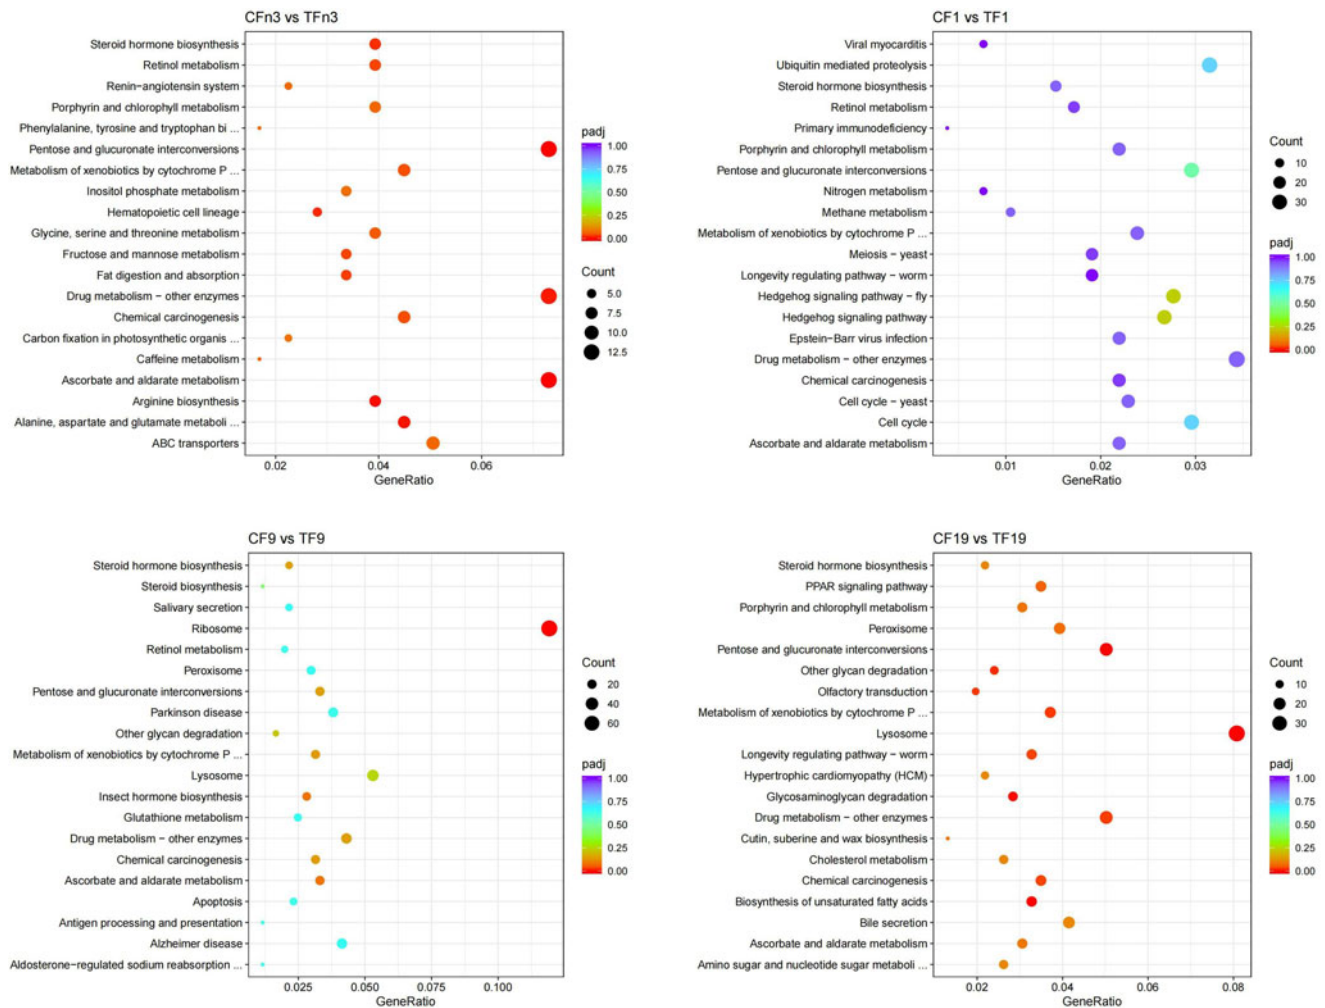 CFn3 vs TFn3
Steroid hormone biosynthesis
Retinol metabolism
Renin−angiotensin system
Porphyrin and chlorophyll metabolism
Phenylalanine, tyrosine and tryptophan bi ...
Pentose and glucuronate interconversions
Metabolism of xenobiotics by cytochrome P ...
Inositol phosphate metabolism
Hematopoietic cell lineage
Glycine, serine and threonine metabolism
Fructose and mannose metabolism
Fat digestion and absorption
Drug metabolism − other enzymes
Chemical carcinogenesis
Carbon fixation in photosynthetic organis ...
Caffeine metabolism
Ascorbate and aldarate metabolism
Arginine biosynthesis
Alanine, aspartate and glutamate metaboli ...
ABC transporters
0.02 0.04 0.06
GeneRatio
padj
1.00
0.75
0.50
0.25
0.00
Count
5.0
7.5
10.0
12.5
CF1 vs TF1
Viral myocarditis
Ubiquitin mediated proteolysis
Steroid hormone biosynthesis
Retinol metabolism
Primary immunodeficiency
Porphyrin and chlorophyll metabolism
Pentose and glucuronate interconversions
Nitrogen metabolism
Methane metabolism
Metabolism of xenobiotics by cytochrome P ...
Meiosis − yeast
Longevity regulating pathway − worm
Hedgehog signaling pathway − fly
Hedgehog signaling pathway
Epstein−Barr virus infection
Drug metabolism − other enzymes
Chemical carcinogenesis
Cell cycle − yeast
Cell cycle
Ascorbate and aldarate metabolism
0.01 0.02 0.03
GeneRatio
Count
10
20
30
padj
1.00
0.75
0.50
0.25
0.00
CF9 vs TF9
Steroid hormone biosynthesis
Steroid biosynthesis
Salivary secretion
Ribosome
Retinol metabolism
Peroxisome
Pentose and glucuronate interconversions
Parkinson disease
Other glycan degradation
Metabolism of xenobiotics by cytochrome P ...
Lysosome
Insect hormone biosynthesis
Glutathione metabolism
Drug metabolism − other enzymes
Chemical carcinogenesis
Ascorbate and aldarate metabolism
Apoptosis
Antigen processing and presentation
Alzheimer disease
Aldosterone−regulated sodium reabsorption ...
0.025 0.050 0.075 0.100
GeneRatio
Count
20
40
60
padj
1.00
0.75
0.50
0.25
0.00
CF19 vs TF19
Steroid hormone biosynthesis
PPAR signaling pathway
Porphyrin and chlorophyll metabolism
Peroxisome
Pentose and glucuronate interconversions
Other glycan degradation
Olfactory transduction
Metabolism of xenobiotics by cytochrome P ...
Lysosome
Longevity regulating pathway − worm
Hypertrophic cardiomyopathy (HCM)
Glycosaminoglycan degradation
Drug metabolism − other enzymes
Cutin, suberine and wax biosynthesis
Cholesterol metabolism
Chemical carcinogenesis
Biosynthesis of unsaturated fatty acids
Bile secretion
Ascorbate and aldarate metabolism
Amino sugar and nucleotide sugar metaboli ...
0.02 0.04 0.06 0.08
GeneRatio
Count
10
20
30
padj
1.00
0.75
0.50
0.25
0.00